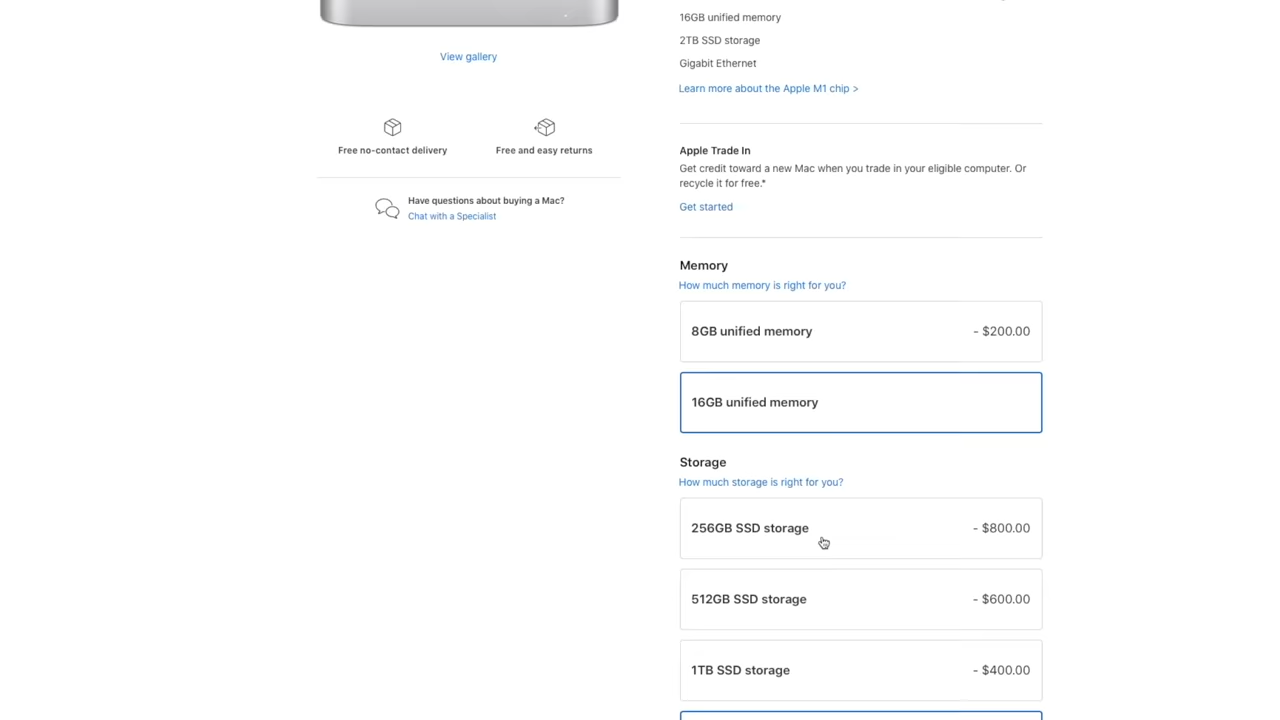 16GB unified memory
2TB SSD storage
Gigabit Ethernet
View gallery
Learn more about the Apple M1 chip >
Free no-contact delivery
Free and easy returns
Apple Trade In
Get credit toward a new Mac when you trade in your eligible computer. Or
recycle it for free.*
Get started
Have questions about buying a Mac?
Chat with a Specialist
Memory
How much memory is right for you?
8GB unified memory - $200.00
16GB unified memory
Storage
How much storage is right for you?
256GB SSD storage - $800.00
512GB SSD storage - $600.00
1TB SSD storage - $400.00